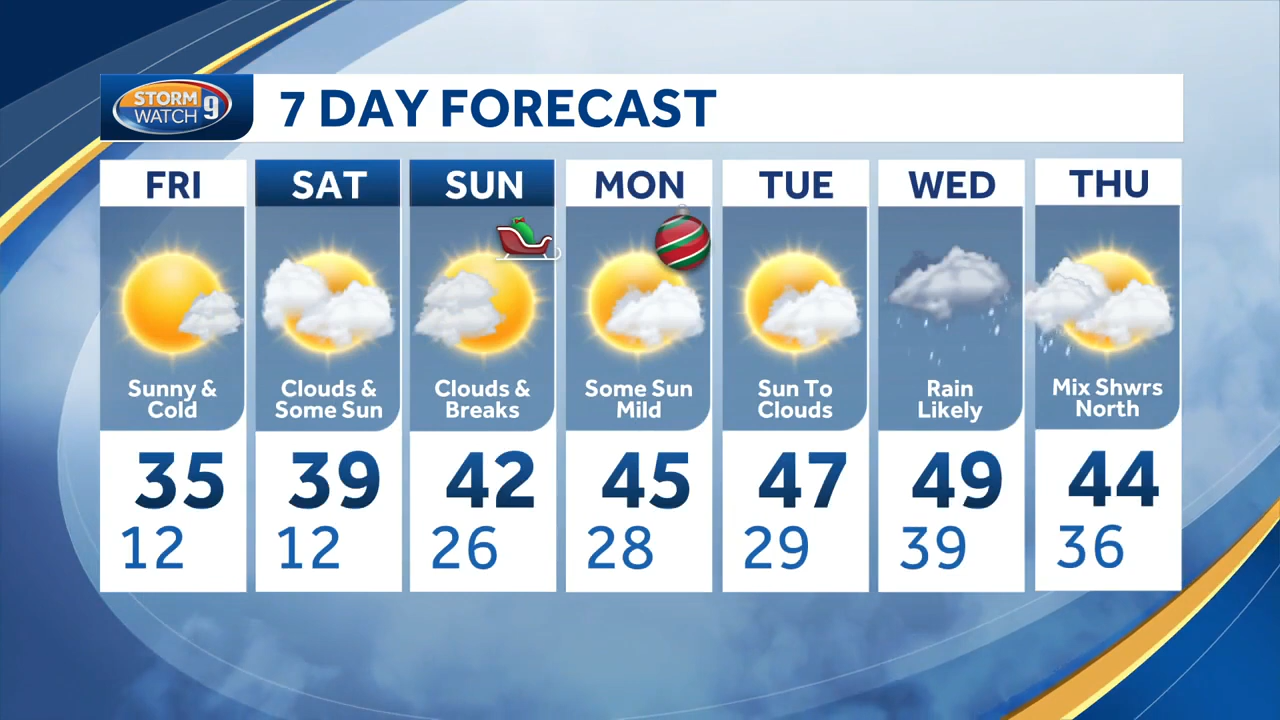 STORM
WATCH 9
7 DAY FORECAST
FRI
SAT
SUN
MON
TUE
WED
THU
Sunny &
Cold
Clouds &
Some Sun
Clouds &
Breaks
Some Sun
Mild
Sun To
Clouds
Rain
Likely
Mix Shwrs
North
35
39
42
45
47
49
44
12
12
26
28
29
39
36